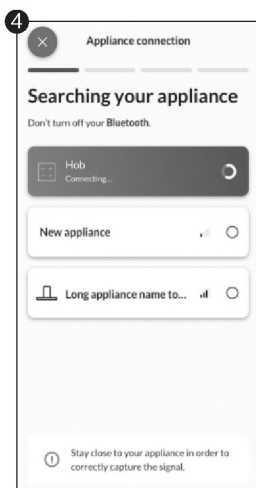 4
Appliance connection
Searching your appliance
Don't turn off your Bluetooth.
Hob
Connecting...
New appliance
Long appliance name to...
Stay close to your appliance in order to
correctly capture the signal.